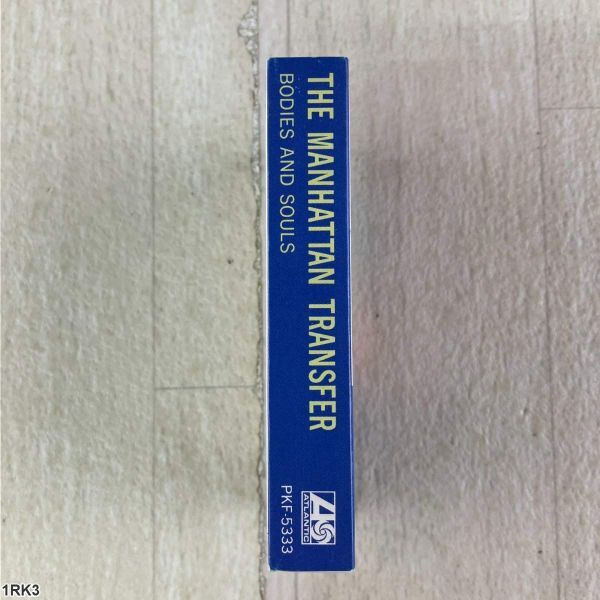 THE MANHATTAN TRANSFER
BODIES AND SOULS
ATLANTIC
PKF-5333
1RK3